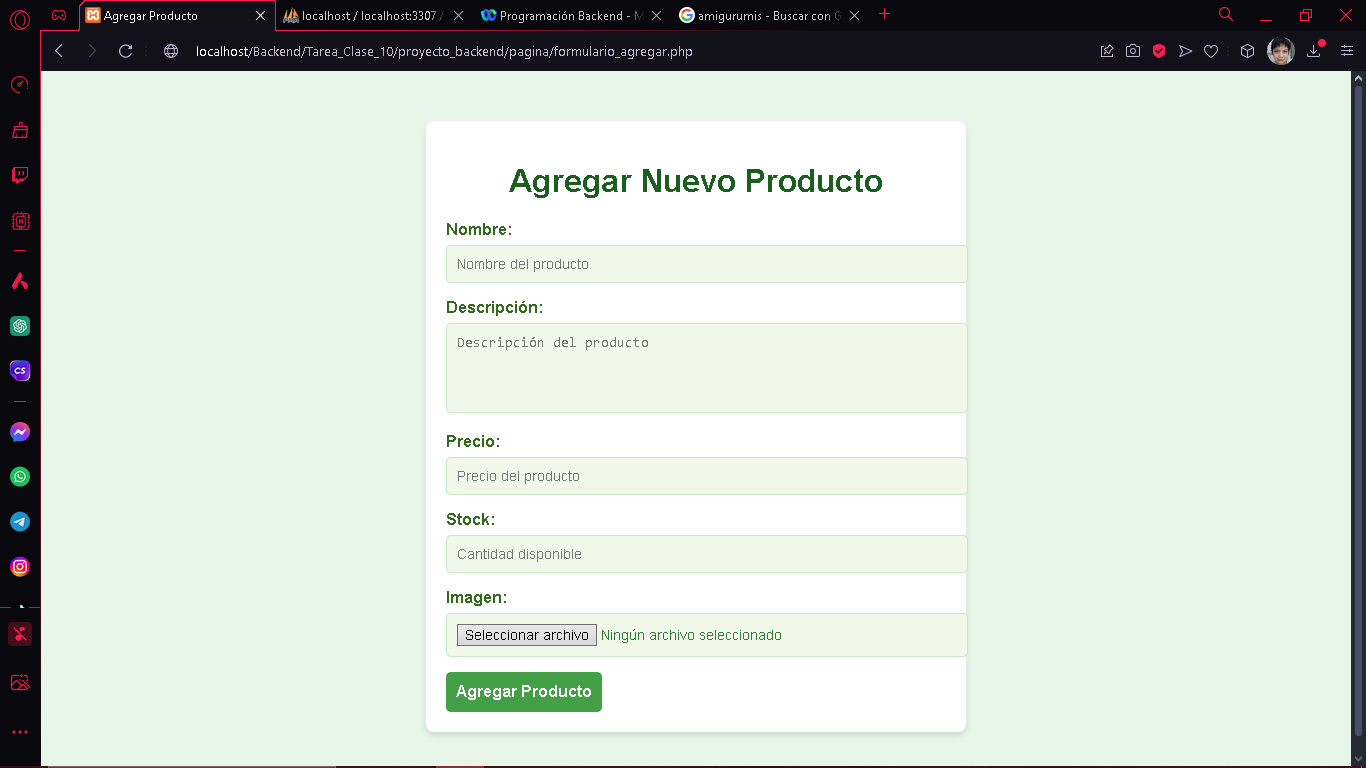 Agregar Producto
localhost / localhost:3307 /
Programación Backend - M
amigurumis - Buscar con G
localhost/Backend/Tarea_Clase_10/proyecto_backend/pagina/formulario_agregar.php
CS
Agregar Nuevo Producto
Nombre:
Nombre del producto
Descripción:
Descripción del producto
Precio:
Precio del producto
Stock:
Cantidad disponible
Imagen:
Seleccionar archivo Ningún archivo seleccionado
Agregar Producto